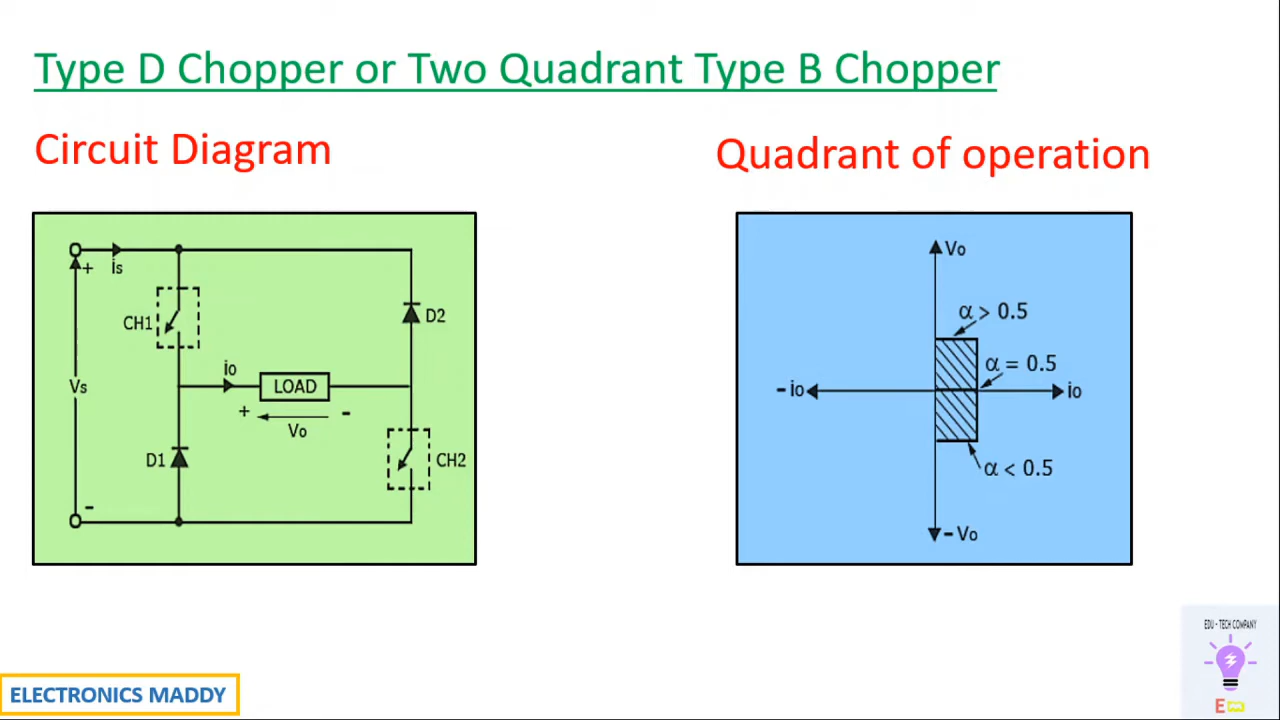 Type D Chopper or Two Quadrant Type B Chopper
Circuit Diagram
Quadrant of operation
+
is
CH1
D2
Vs
io
LOAD
+
-
Vo
D1
CH2
-
Vo
α > 0.5
α = 0.5
-io
io
α < 0.5
-Vo
EDU - TECH COMPANY
E
ELECTRONICS MADDY